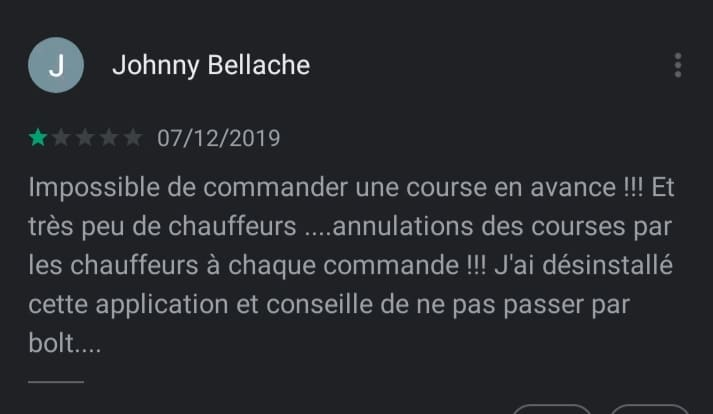 J
Johnny Bellache
07/12/2019
Impossible de commander une course en avance !!! Et
très peu de chauffeurs ....annulations des courses par
les chauffeurs à chaque commande !!! J'ai désinstallé
cette application et conseille de ne pas passer par
bolt....